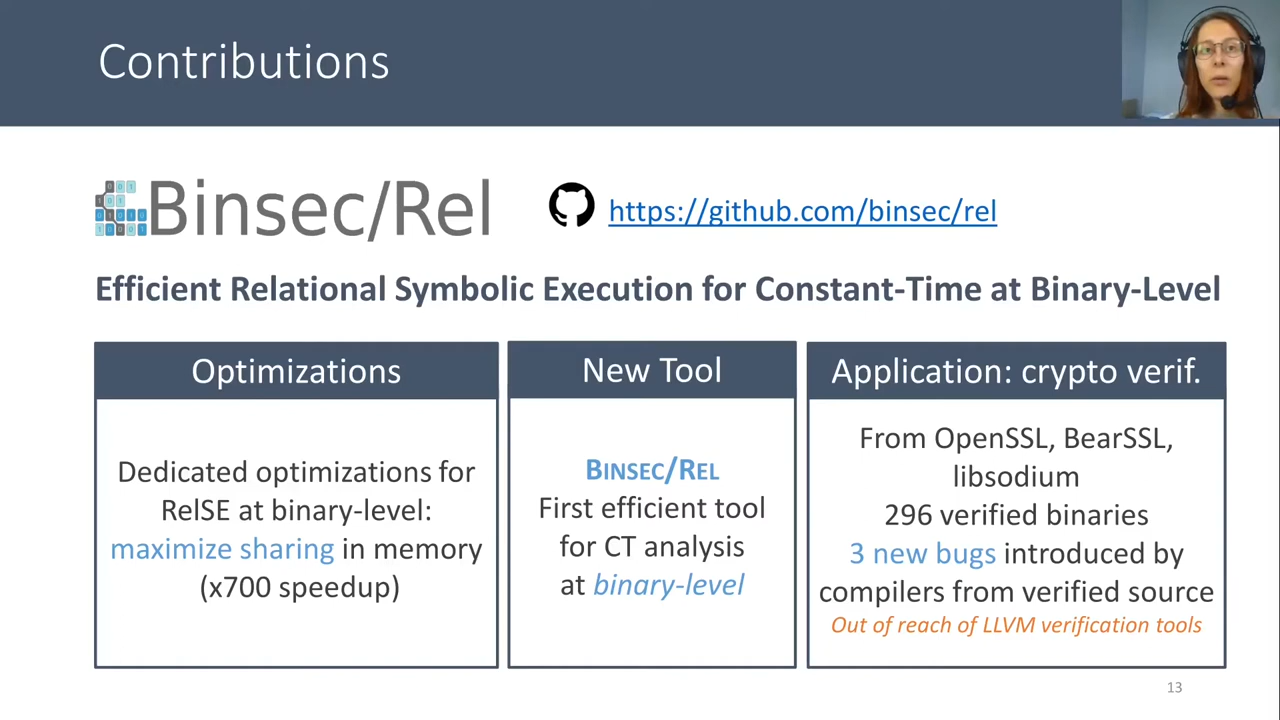 Contributions
Binsec/Rel
https://github.com/binsec/rel
Efficient Relational Symbolic Execution for Constant-Time at Binary-Level
Optimizations
Dedicated optimizations for
RelSE at binary-level:
maximize sharing in memory
(x700 speedup)
New Tool
BINSEC/REL
First efficient tool
for CT analysis
at binary-level
Application: crypto verif.
From OpenSSL, BearSSL,
libsodium
296 verified binaries
3 new bugs introduced by
compilers from verified source
Out of reach of LLVM verification tools
13